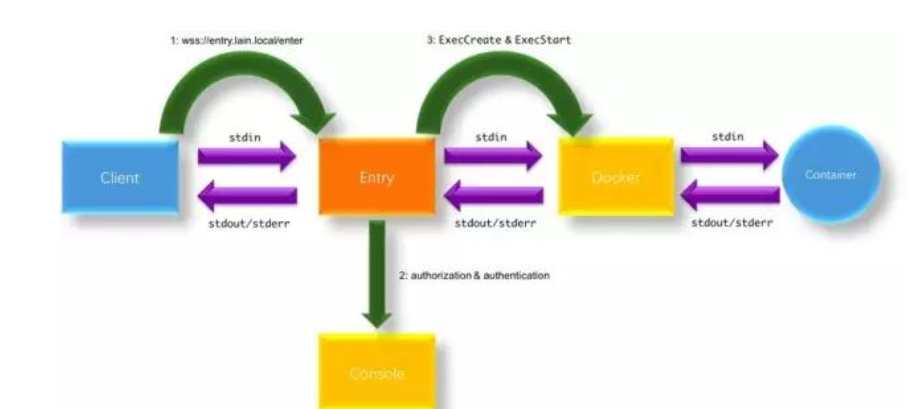 1: wss://entry.lain.local/enter
3: ExecCreate & ExecStart
stdin
stdin
stdin
Client
Entry
Docker
Container
stdout/stderr
stdout/stderr
stdout/stderr
2: authorization & authentication
Console